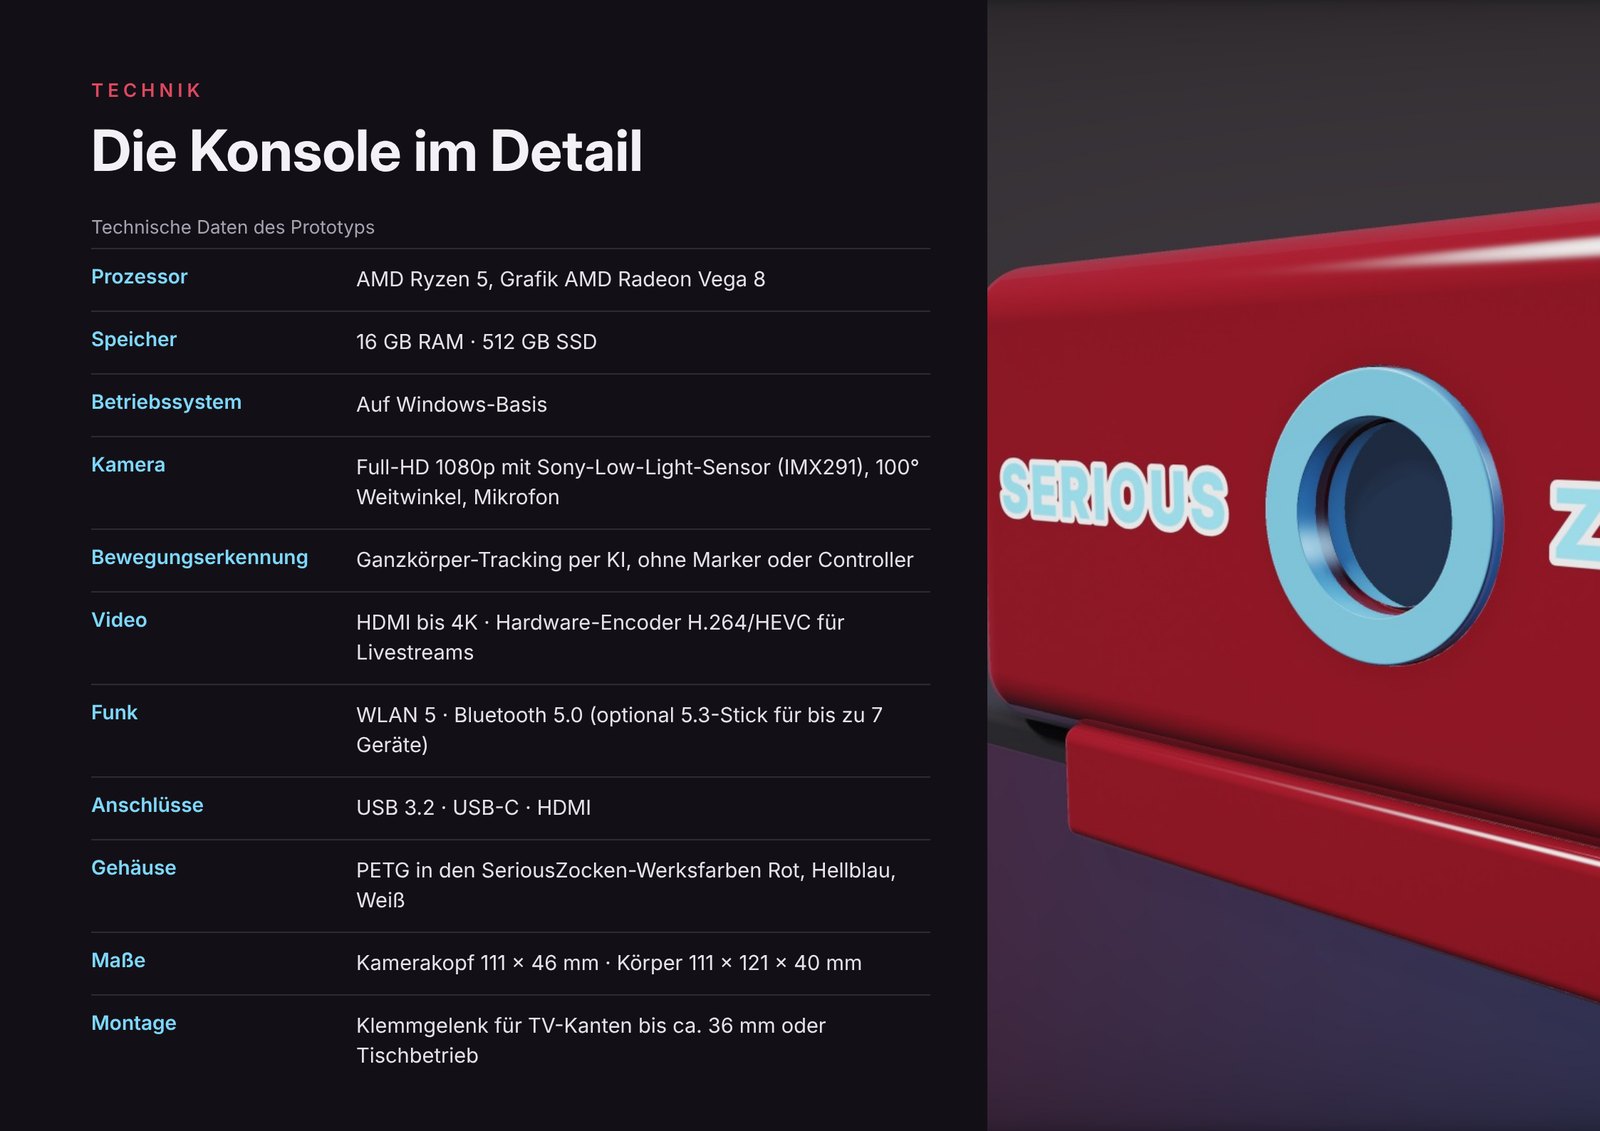 TECHNIK
Die Konsole im Detail
Technische Daten des Prototyps
Prozessor
AMD Ryzen 5, Grafik AMD Radeon Vega 8
Speicher
16 GB RAM · 512 GB SSD
Betriebssystem
Auf Windows-Basis
Kamera
Full-HD 1080p mit Sony-Low-Light-Sensor (IMX291), 100°
Weitwinkel, Mikrofon
Bewegungserkennung
Ganzkörper-Tracking per KI, ohne Marker oder Controller
Video
HDMI bis 4K · Hardware-Encoder H.264/HEVC für
Livestreams
Funk
WLAN 5 · Bluetooth 5.0 (optional 5.3-Stick für bis zu 7
Geräte)
Anschlüsse
USB 3.2 · USB-C · HDMI
Gehäuse
PETG in den SeriousZocken-Werksfarben Rot, Hellblau,
Weiß
Maße
Kamerakopf 111 × 46 mm · Körper 111 × 121 × 40 mm
Montage
Klemmgelenk für TV-Kanten bis ca. 36 mm oder
Tischbetrieb
SERIOUS
Z